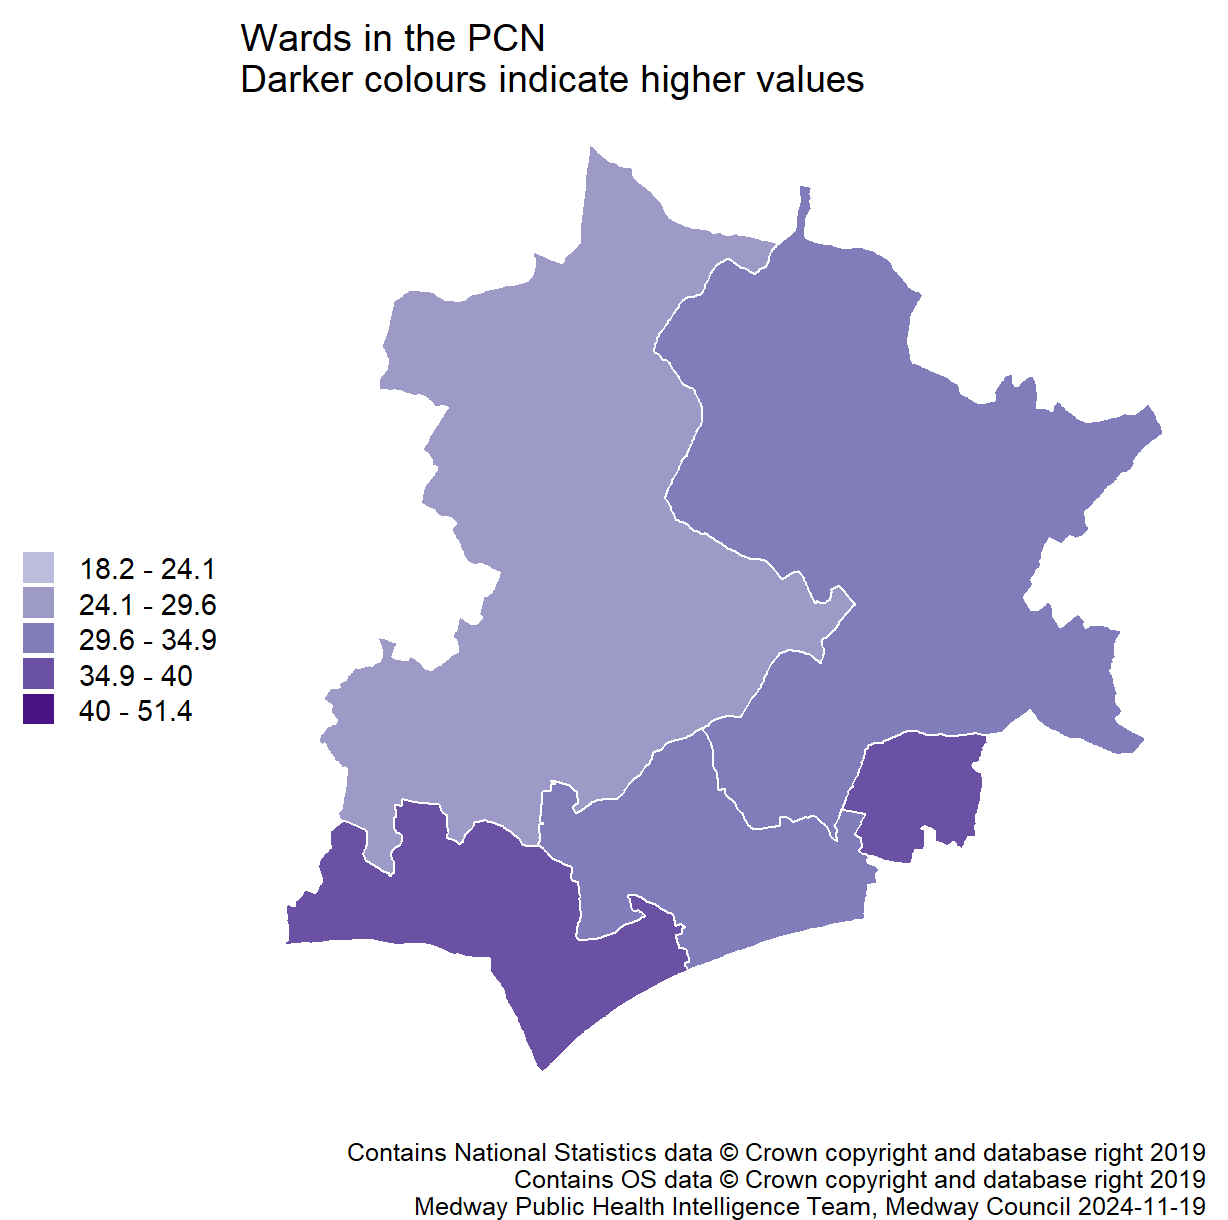 Wards in the PCN
Darker colours indicate higher values
18.2 - 24.1
24.1 - 29.6
29.6 - 34.9
34.9 - 40
40 - 51.4
Contains National Statistics data © Crown copyright and database right 2019
Contains OS data © Crown copyright and database right 2019
Medway Public Health Intelligence Team, Medway Council 2024-11-19